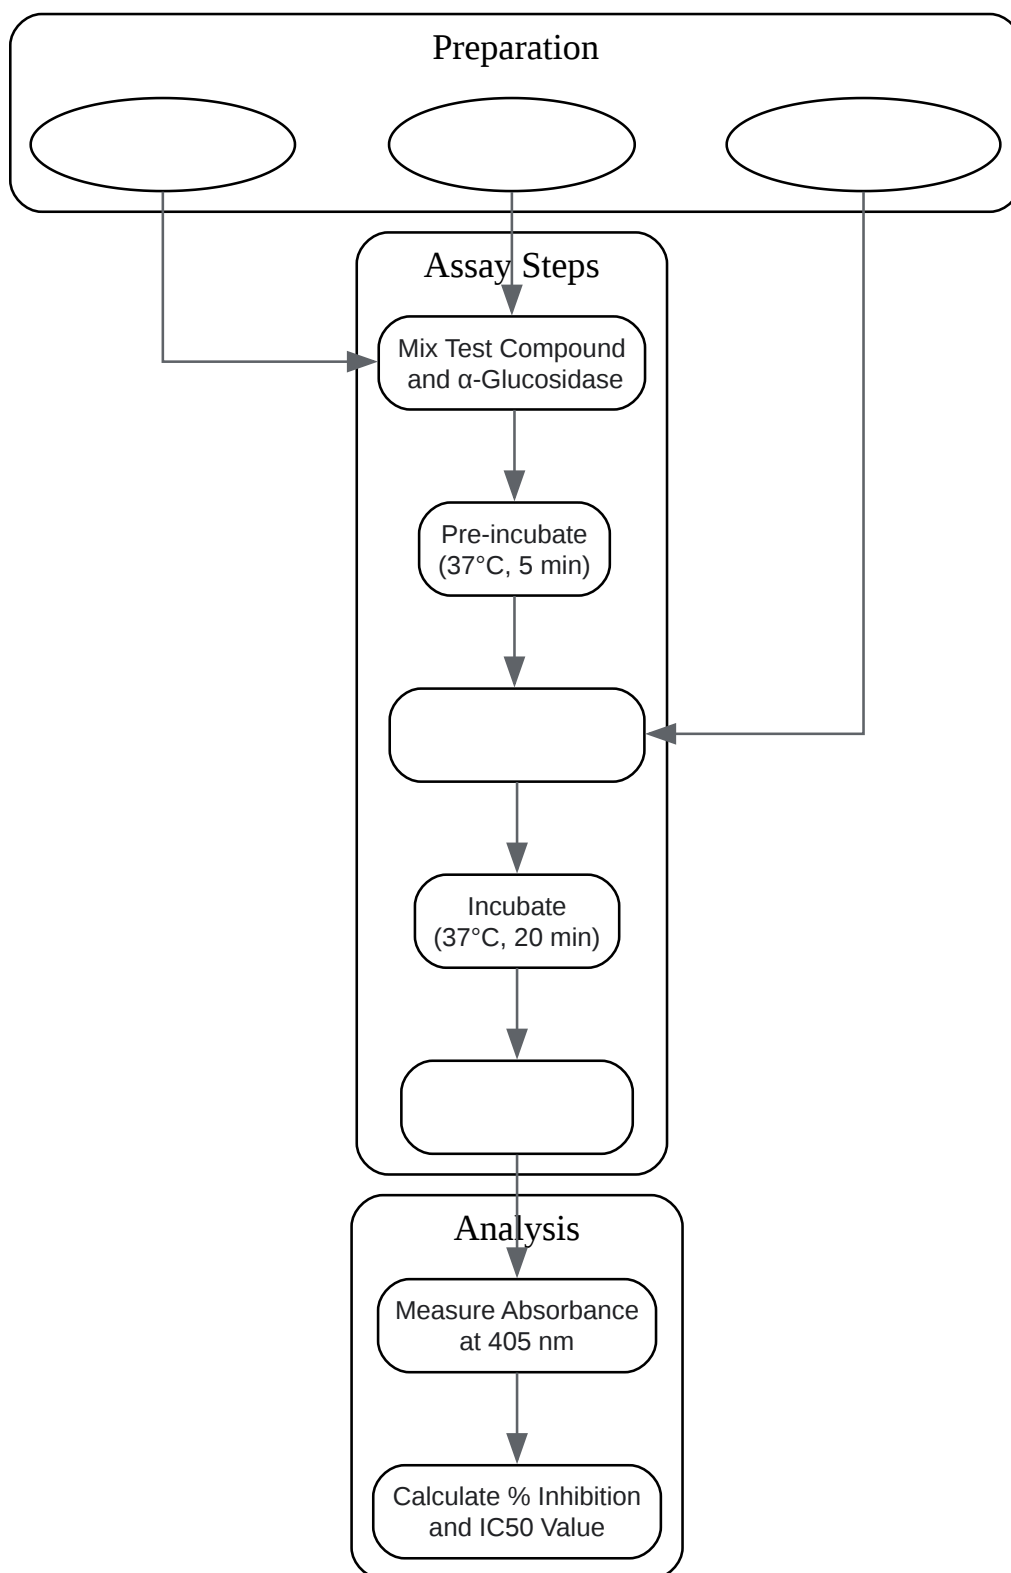 Preparation
Assay Steps
Mix Test Compound
and α-Glucosidase
Pre-incubate
(37°C, 5 min)
Incubate
(37°C, 20 min)
Analysis
Measure Absorbance
at 405 nm
Calculate % Inhibition
and IC50 Value